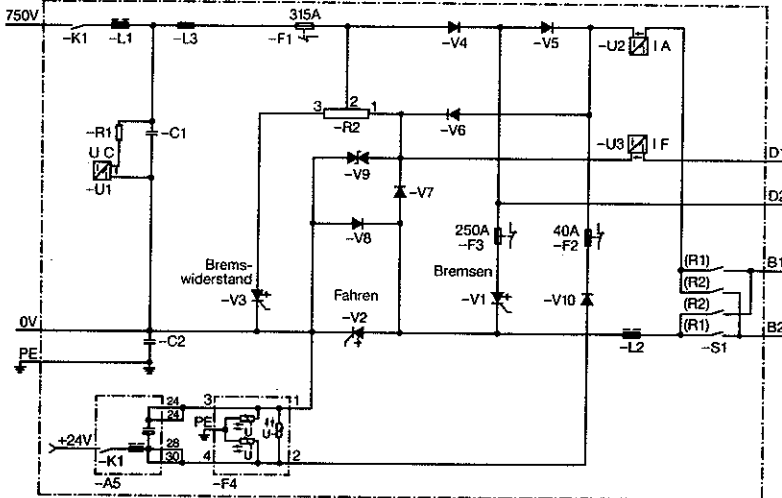 315A
750V
-K1 -L1 -L3 -F1 -V4 -V5 -U2 I A
3 2 1
-R2 -V6
-R1 -C1
U C
-U1
-U3 I F
D1
-V9
-V7
D2
-V8
250A
-F3
40A
-F2
Brems-
widerstand
-V3
Fahren
-V2
Bremsen
-V1
-V10
(R1)
(R2)
(R2)
(R1)
B1
B2
0V
-C2
PE
-L2 -S1
24
24
3 1
PE
U
U
U
+24V
28
30
4 2
-K1
-A5
-F4